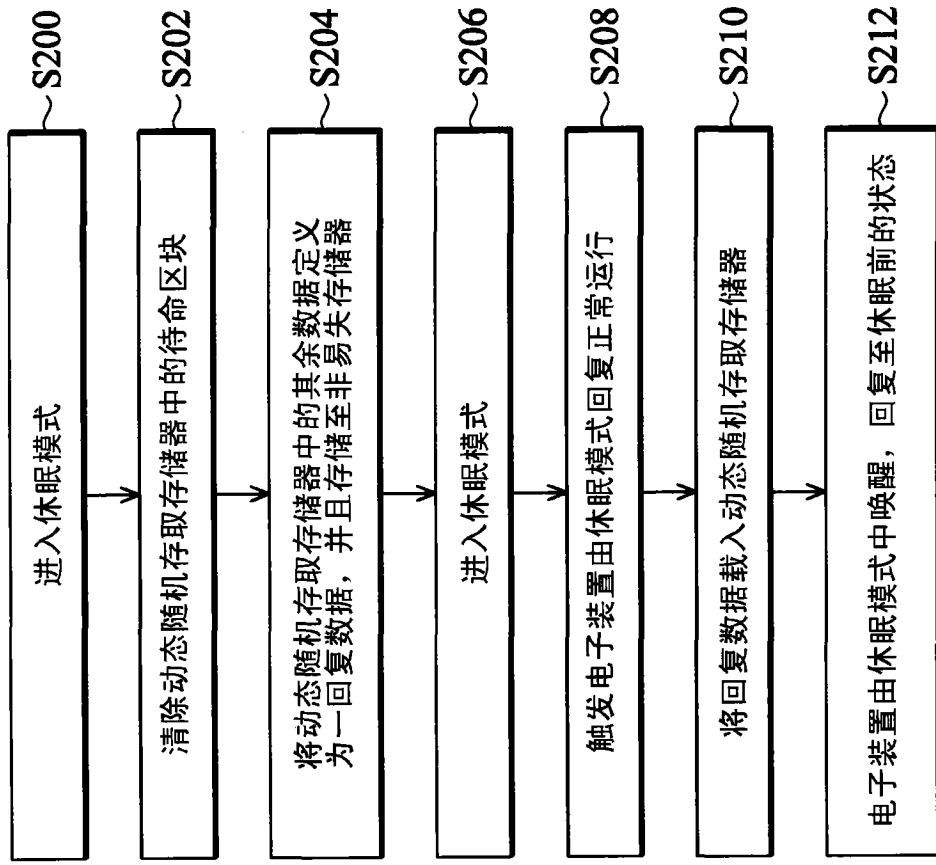 进入休眠模式
S200
清除动态随机存取存储器中的待命区块
S202
将动态随机存取存储器中的其余数据定义
为一回复数据，并且存储至非易失存储器
S204
进入休眠模式
S206
触发电子装置由休眠模式回复正常运行
S208
将回复数据载入动态随机存取存储器
S210
电子装置由休眠模式中唤醒，回复至休眠前的状态
S212